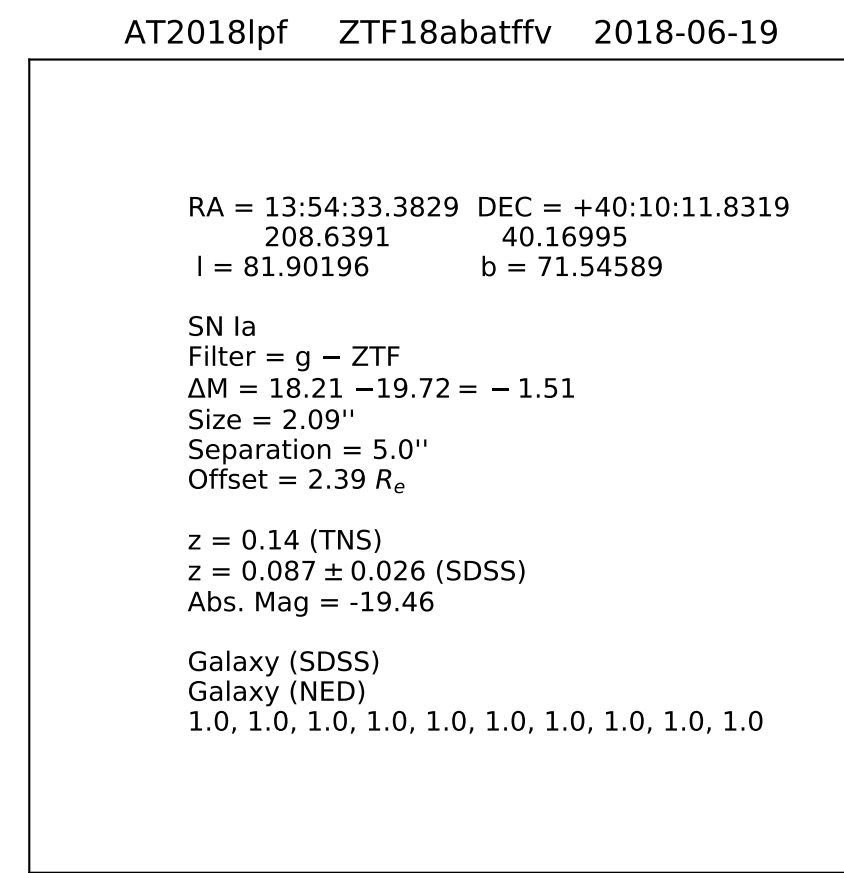 AT2018lpf ZTF18abatffv 2018-06-19
RA = 13:54:33.3829 DEC = +40:10:11.8319
208.6391 40.16995
l = 81.90196 b = 71.54589
SN Ia
Filter = g − ZTF
ΔM = 18.21 −19.72 = − 1.51
Size = 2.09''
Separation = 5.0''
Offset = 2.39 Re
z = 0.14 (TNS)
z = 0.087 ± 0.026 (SDSS)
Abs. Mag = -19.46
Galaxy (SDSS)
Galaxy (NED)
1.0, 1.0, 1.0, 1.0, 1.0, 1.0, 1.0, 1.0, 1.0, 1.0